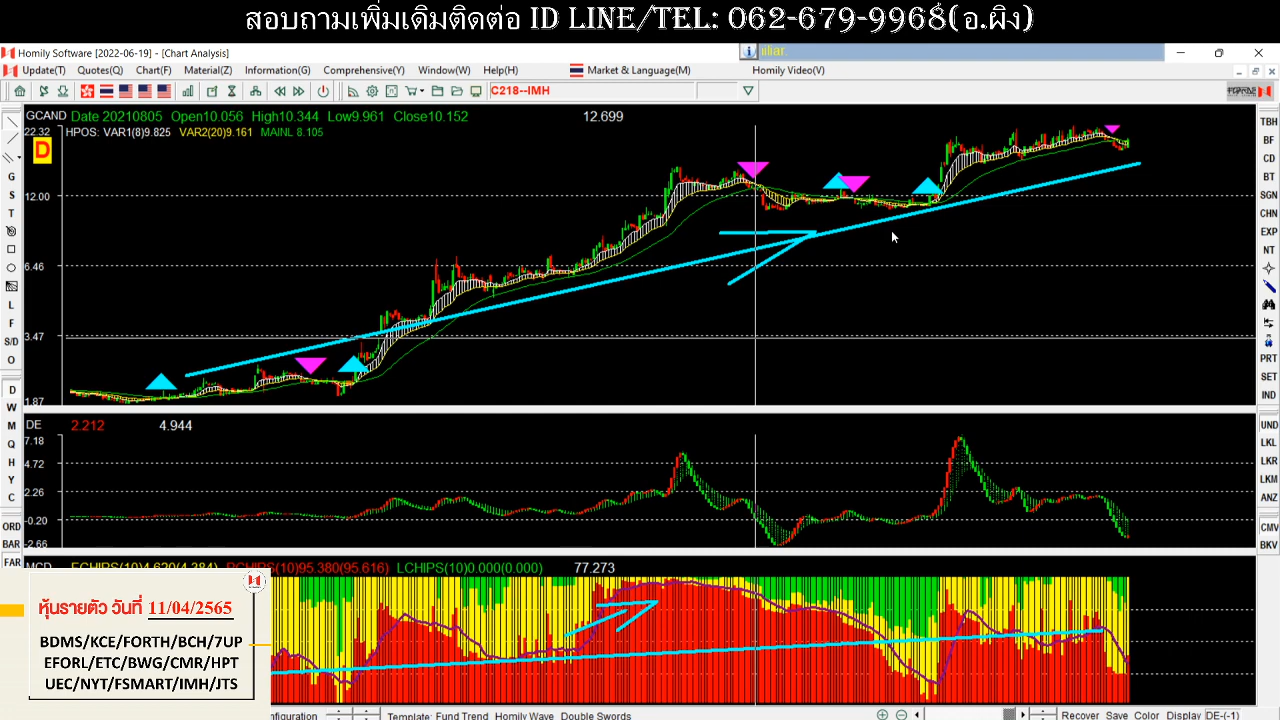 สอบถามเพิ่มเติมติดต่อ ID LINE/TEL: 062-679-9968(อ.ผิง)
Homily Software [2022-06-19] - [Chart Analysis]
Update(T) Quotes(Q) Chart(F) Material(Z) Information(G) Comprehensive(Y) Window(W) Help(H) Market & Language(M) Homily Video(V)
C218--IMH
GCAND Date 20210805 Open10.056 High10.344 Low9.961 Close10.152 12.699
22.32 HPOS: VAR1(8)9.825 VAR2(20)9.161 MAINL 8.105
D
12.00
6.46
3.47
1.87
DE 2.212 4.944
7.18
4.72
2.26
-0.20
-2.66
LCHIPS(10)0.000(0.000) 77.273
G
S
T
L
F
S/D
O
D
W
M
Q
H
Y
C
ORD
BAR
FAR
TBH
BF
CD
BT
SGN
CHN
EXP
NT
PRT
SET
IND
UND
LKL
LKR
LKM
ANZ
CMV
BKV
หุ้นรายตัว วันที่ 11/04/2565
BDMS/KCE/FORTH/BCH/7UP
EFORL/ETC/BWG/CMR/HPT
UEC/NYT/FSMART/IMH/JTS
Template: Fund Trend Homily Wave Double Swords Recover Save Color Display DE-(-1)